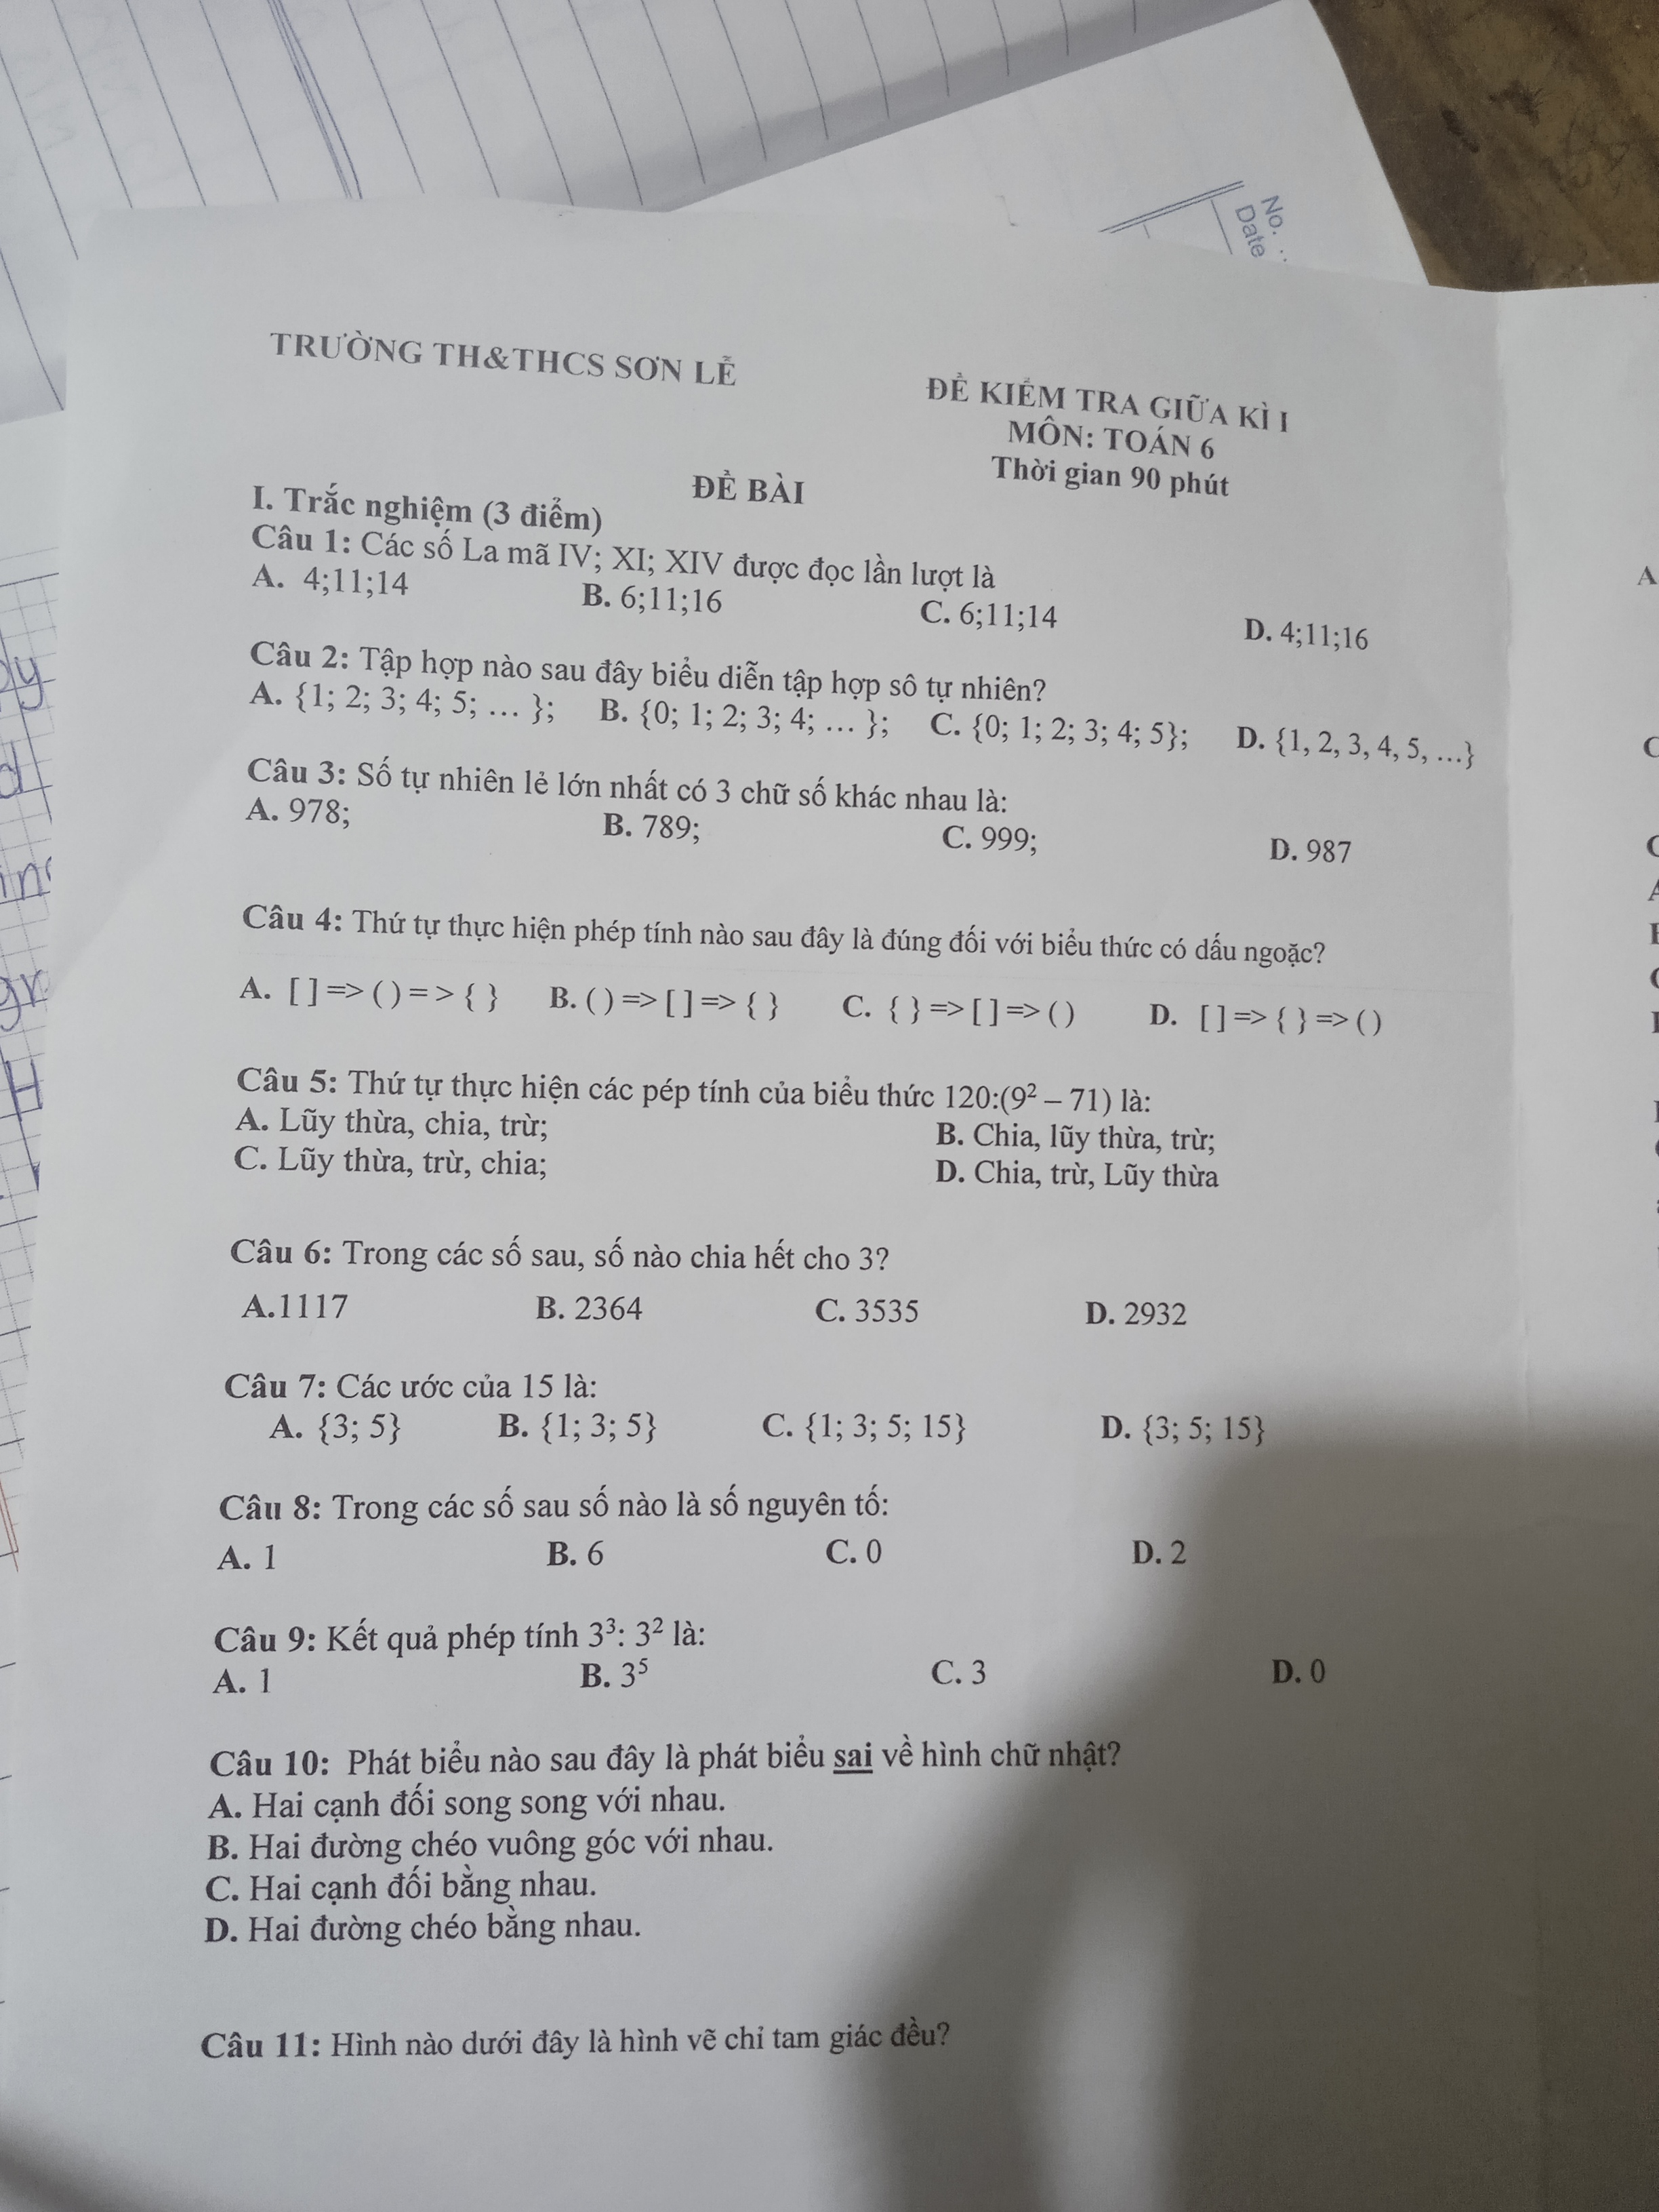 No. :
Date
TRƯỜNG TH&THCS SƠN LỄ
ĐỀ KIỂM TRA GIỮA KÌ I
MÔN: TOÁN 6
Thời gian 90 phút
ĐỀ BÀI
I. Trắc nghiệm (3 điểm)
Câu 1: Các số La mã IV; XI; XIV được đọc lần lượt là
A. 4;11;14 B. 6;11;16 C. 6;11;14 D. 4;11;16
Câu 2: Tập hợp nào sau đây biểu diễn tập hợp sô tự nhiên?
A. {1; 2; 3; 4; 5; … }; B. {0; 1; 2; 3; 4; … }; C. {0; 1; 2; 3; 4; 5}; D. {1, 2, 3, 4, 5, ...}
Câu 3: Số tự nhiên lẻ lớn nhất có 3 chữ số khác nhau là:
A. 978; B. 789; C. 999; D. 987
Câu 4: Thứ tự thực hiện phép tính nào sau đây là đúng đối với biểu thức có dấu ngoặc?
A. [ ] => ( ) = > { } B. ( ) => [ ] => { } C. { } => [ ] => ( ) D. [ ] => { } => ( )
Câu 5: Thứ tự thực hiện các pép tính của biểu thức 120:(9² – 71) là:
A. Lũy thừa, chia, trừ; B. Chia, lũy thừa, trừ;
C. Lũy thừa, trừ, chia; D. Chia, trừ, Lũy thừa
Câu 6: Trong các số sau, số nào chia hết cho 3?
A.1117 B. 2364 C. 3535 D. 2932
Câu 7: Các ước của 15 là:
A. {3; 5} B. {1; 3; 5} C. {1; 3; 5; 15} D. {3; 5; 15}
Câu 8: Trong các số sau số nào là số nguyên tố:
A. 1 B. 6 C. 0 D. 2
Câu 9: Kết quả phép tính 3³: 3² là:
A. 1 B. 3⁵ C. 3 D. 0
Câu 10: Phát biểu nào sau đây là phát biểu sai về hình chữ nhật?
A. Hai cạnh đối song song với nhau.
B. Hai đường chéo vuông góc với nhau.
C. Hai cạnh đối bằng nhau.
D. Hai đường chéo bằng nhau.
Câu 11: Hình nào dưới đây là hình vẽ chỉ tam giác đều?